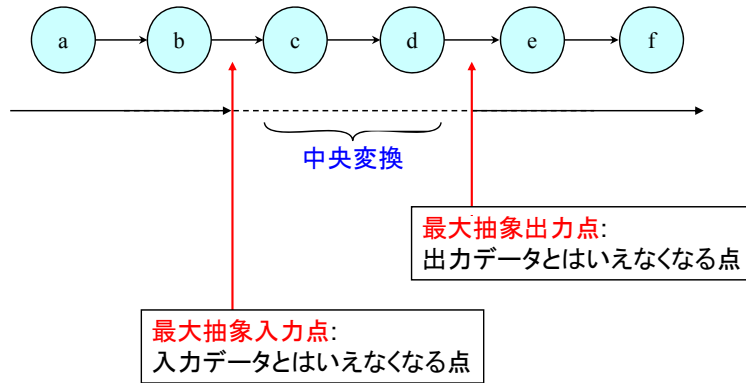 a b c d e f
中央変換
最大抽象出力点:
出力データとはいえなくなる点
最大抽象入力点:
入力データとはいえなくなる点